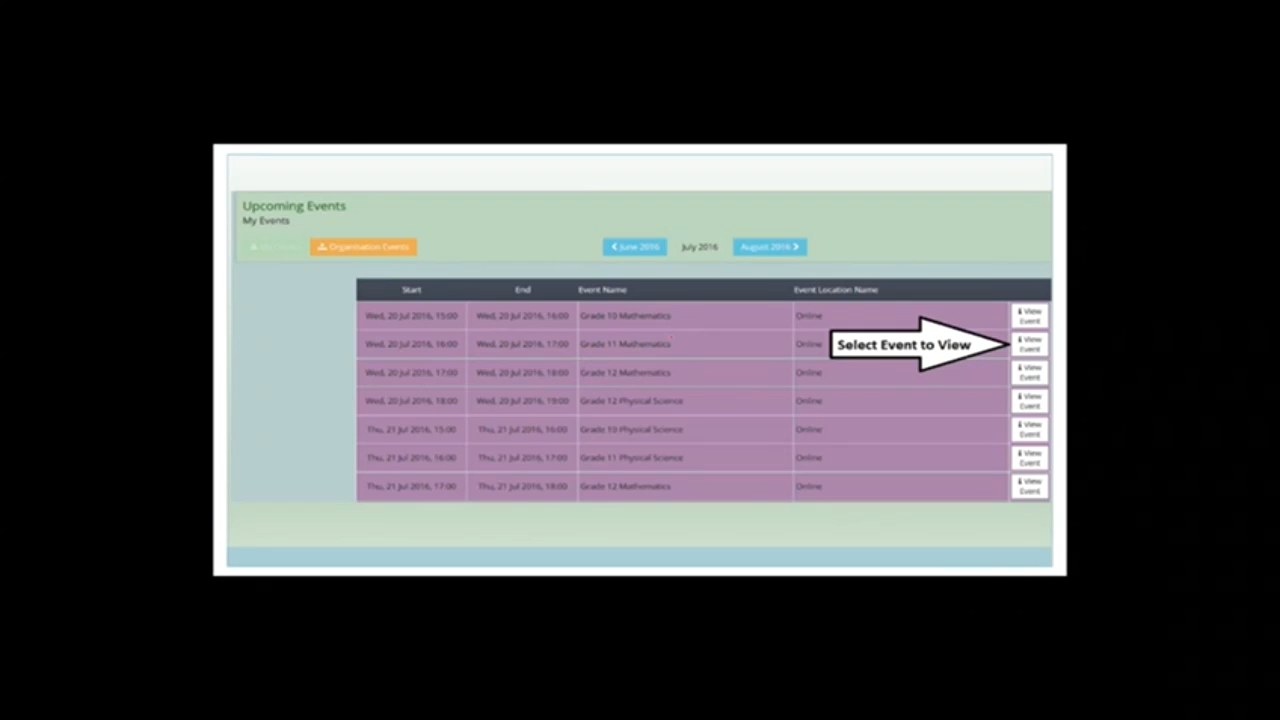 Upcoming Events
My Events
Organisation Events
June 2016
July 2016
August 2016
Start End Event Name Event Location Name
Wed, 20 Jul 2016, 15:00 Wed, 20 Jul 2016, 16:00 Grade 10 Mathematics Online View Event
Wed, 20 Jul 2016, 16:00 Wed, 20 Jul 2016, 17:00 Grade 11 Mathematics Online Select Event to View View Event
Wed, 20 Jul 2016, 17:00 Wed, 20 Jul 2016, 18:00 Grade 12 Mathematics Online View Event
Wed, 20 Jul 2016, 18:00 Wed, 20 Jul 2016, 19:00 Grade 12 Physical Science Online View Event
Thu, 21 Jul 2016, 15:00 Thu, 21 Jul 2016, 16:00 Grade 10 Physical Science Online View Event
Thu, 21 Jul 2016, 16:00 Thu, 21 Jul 2016, 17:00 Grade 11 Physical Science Online View Event
Thu, 21 Jul 2016, 17:00 Thu, 21 Jul 2016, 18:00 Grade 12 Mathematics Online View Event